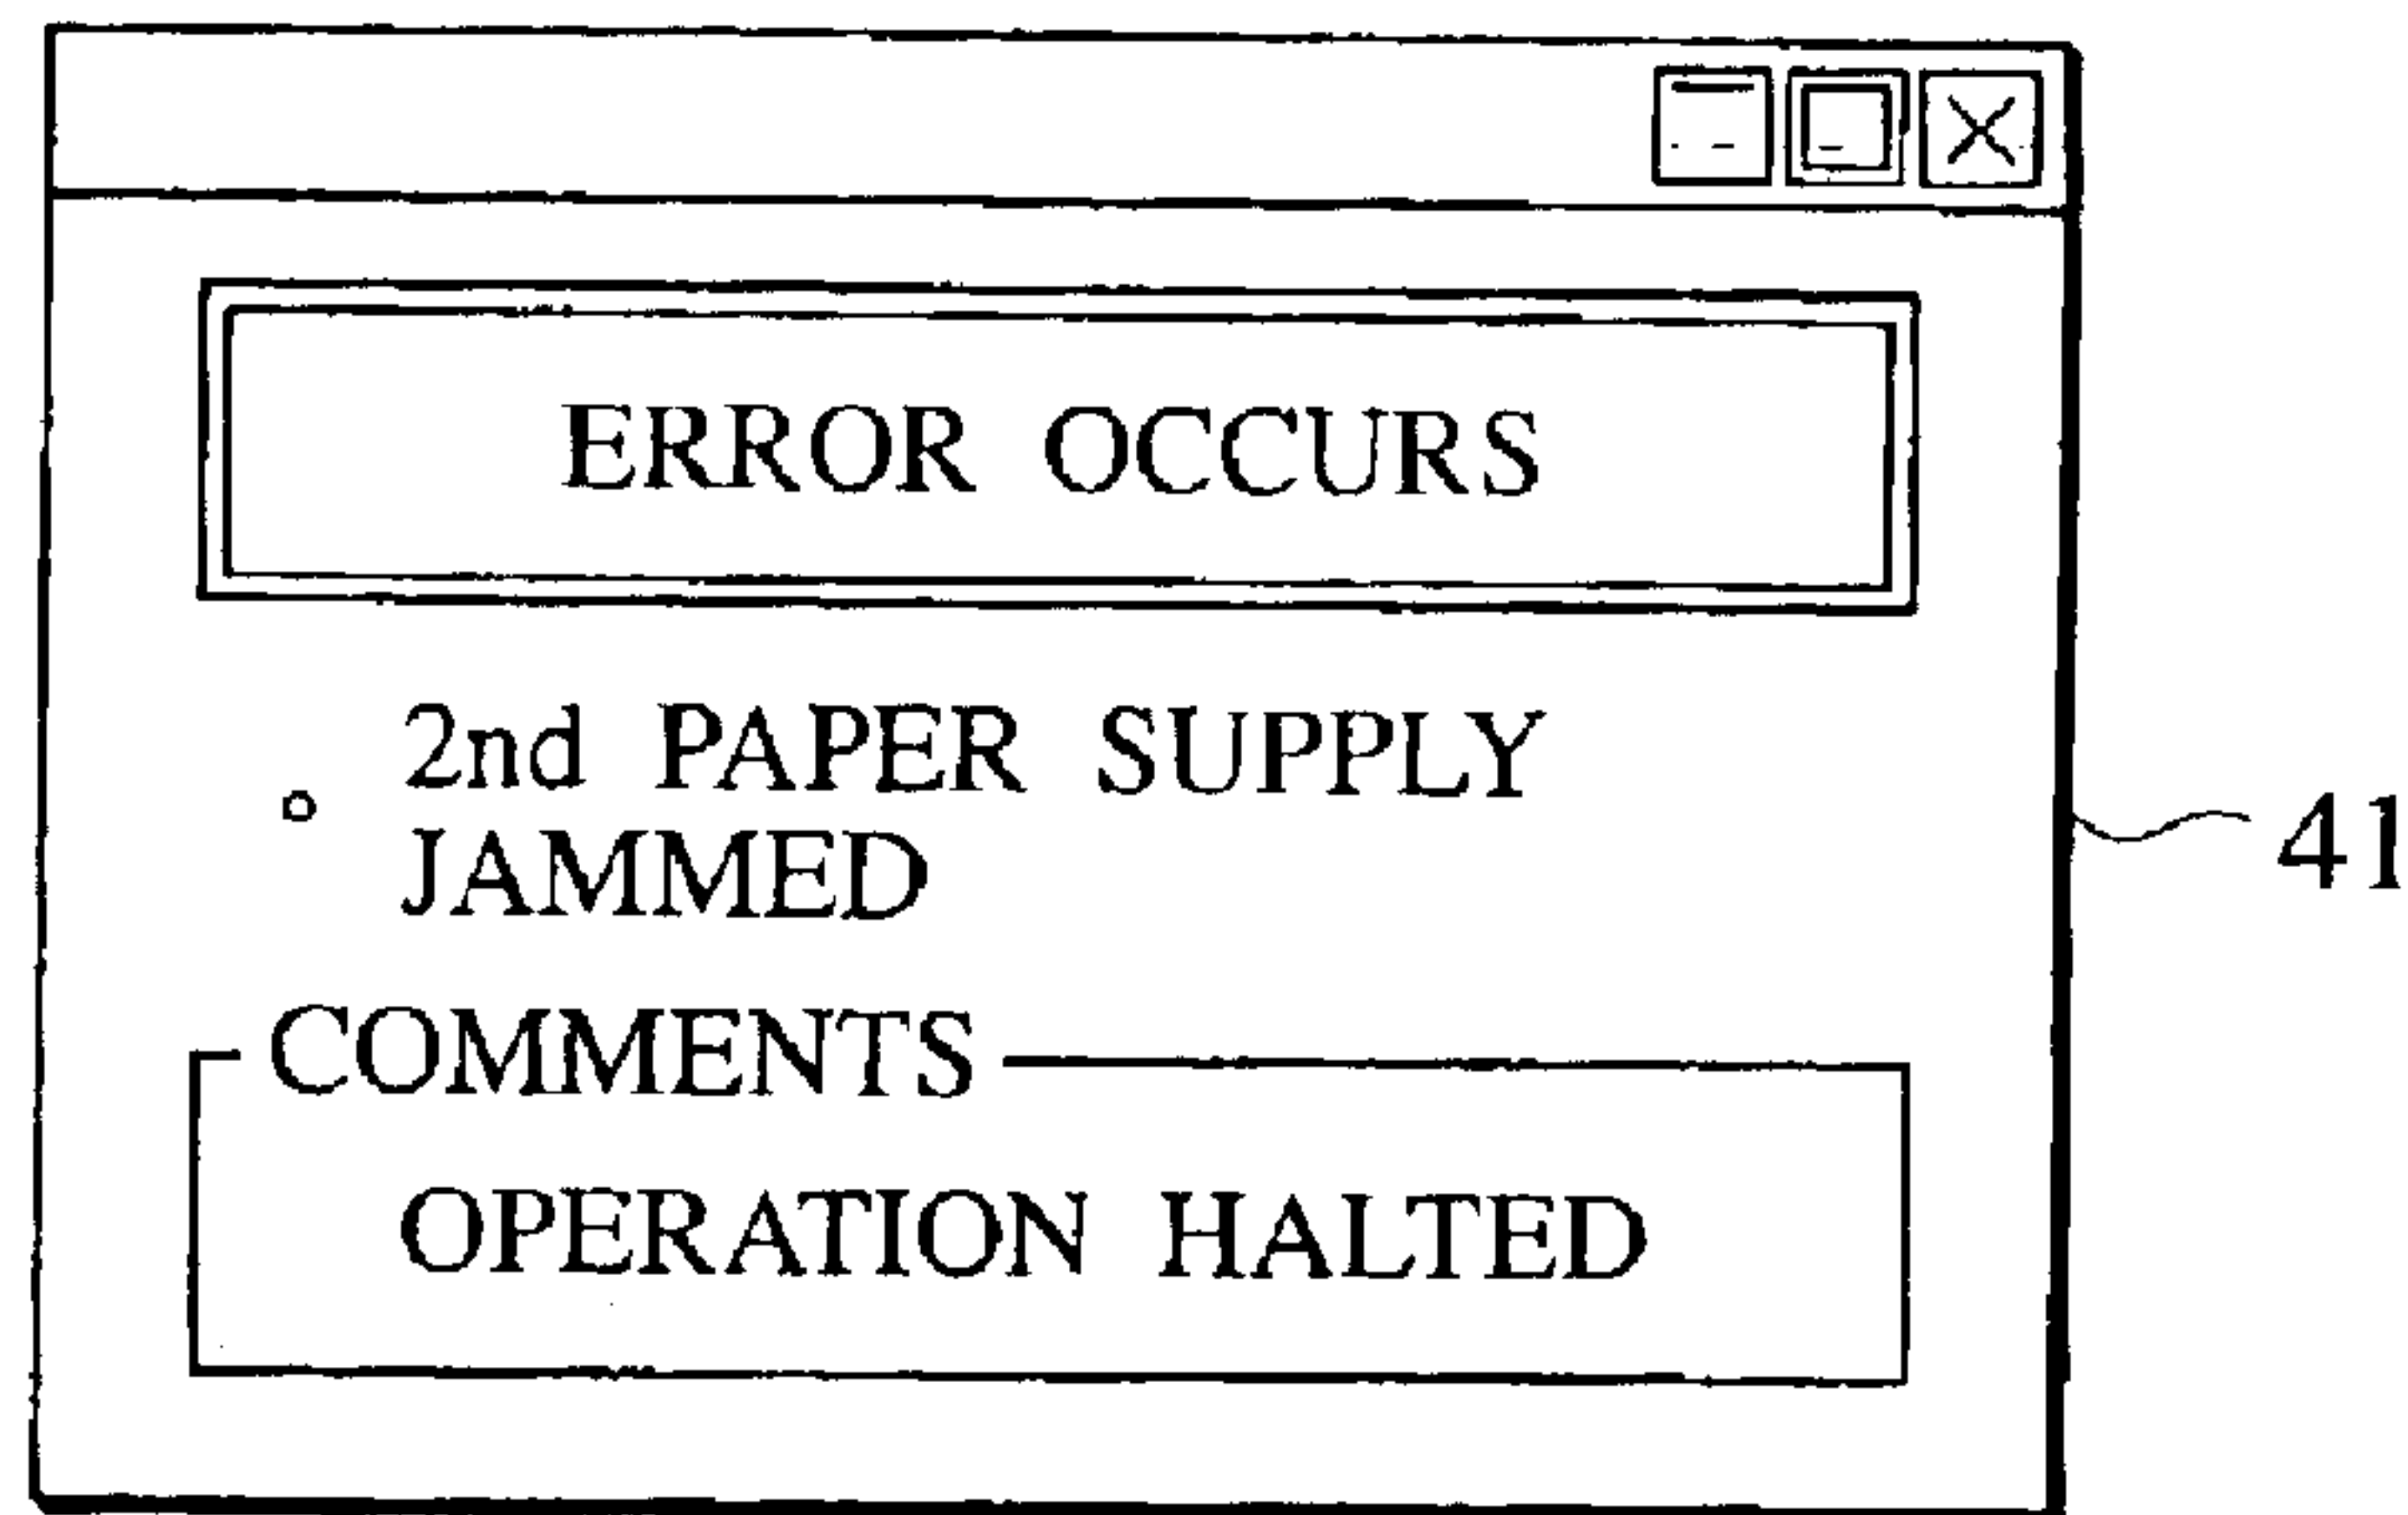 ERROR OCCURS
2nd PAPER SUPPLY
JAMMED
41
COMMENTS
OPERATION HALTED